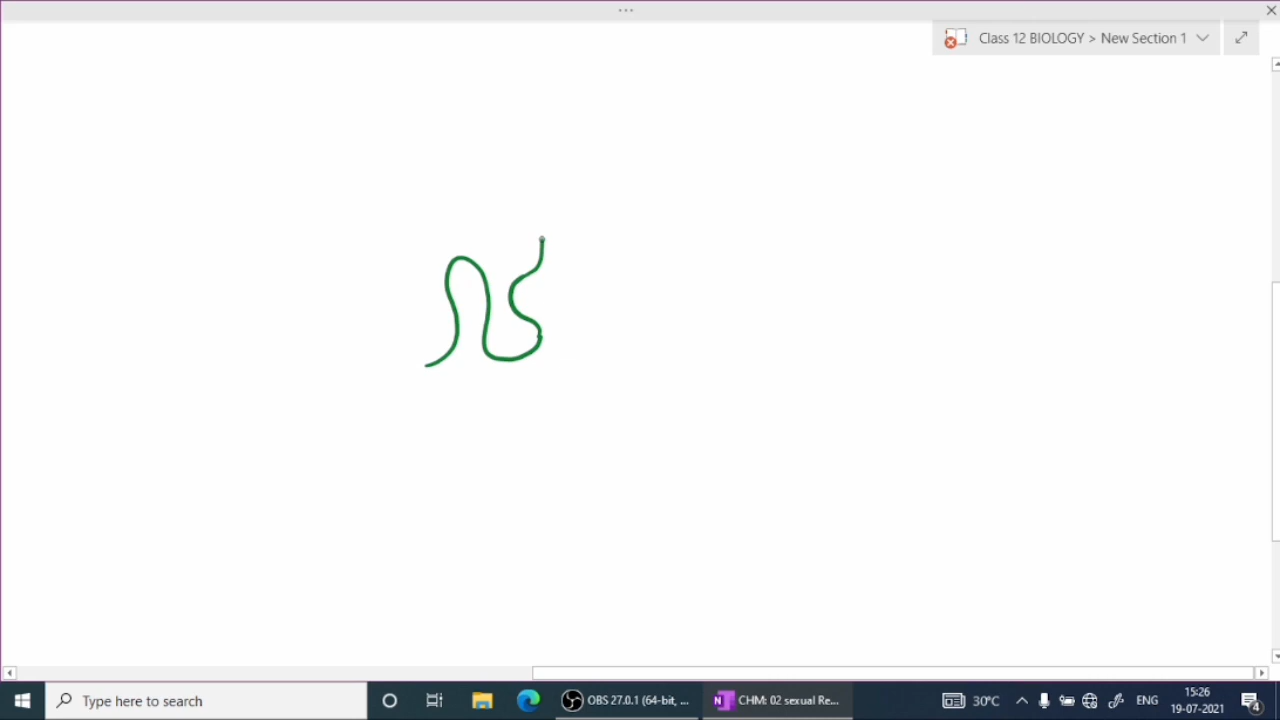 Class 12 BIOLOGY > New Section 1
Type here to search
OBS 27.0.1 (64-bit, ...
CHM: 02 sexual Re...
30°C
ENG
15:26
19-07-2021
4